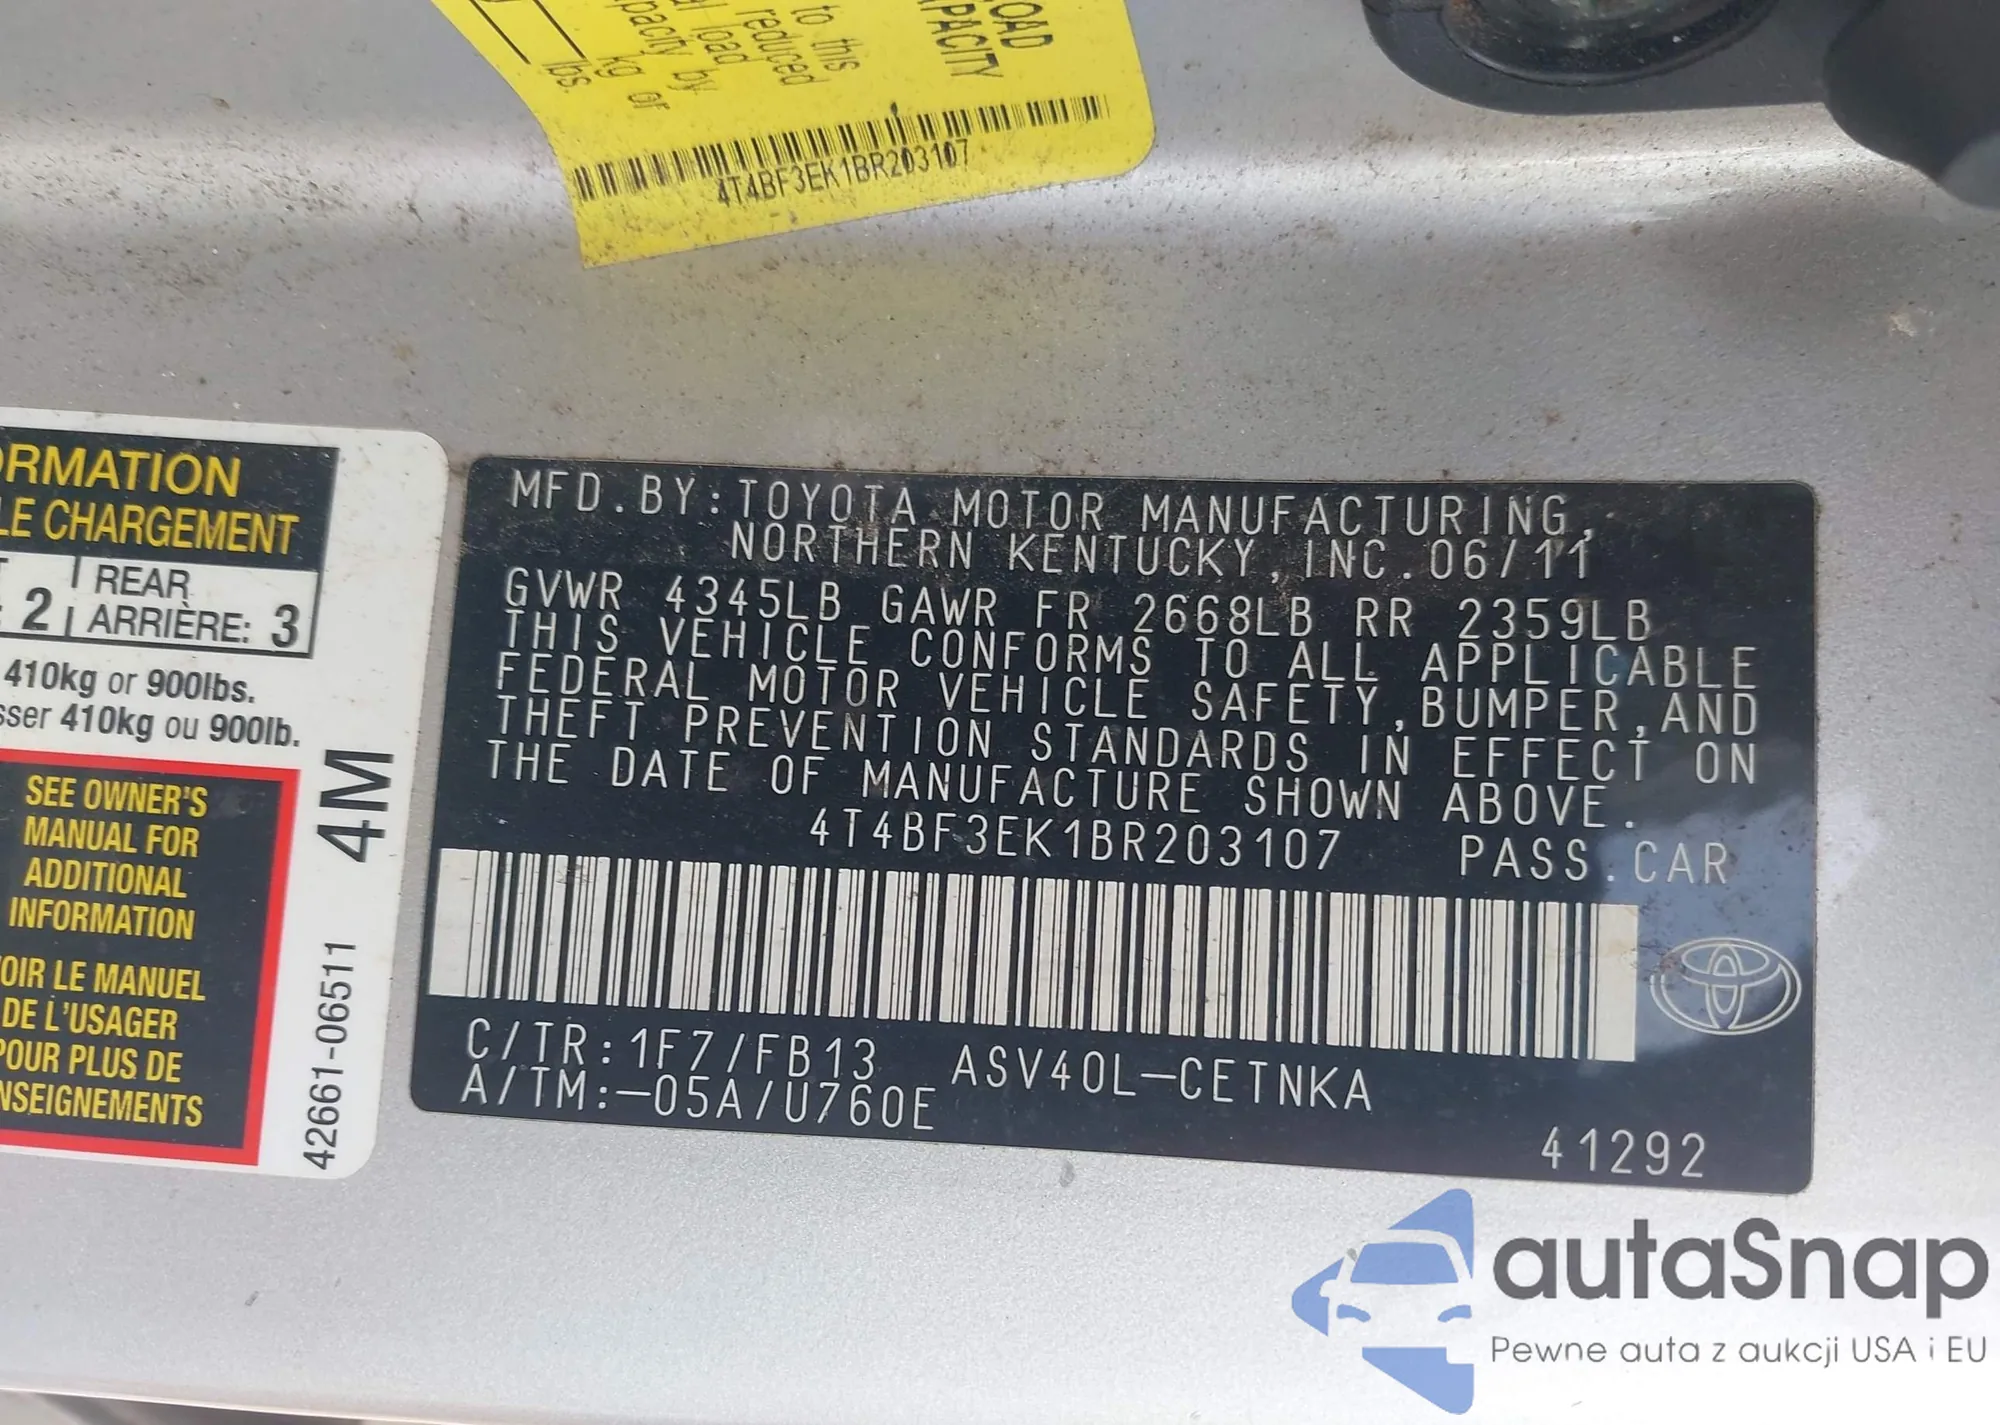 LOAD
CAPACITY
to this
reduced
load
capacity by
kg or
lbs.
4T4BF3EK1BR203107
ORMATION
LE CHARGEMENT
2
REAR
ARRIÈRE: 3
410kg or 900lbs.
sser 410kg ou 900lb.
SEE OWNER'S
MANUAL FOR
ADDITIONAL
INFORMATION
OIR LE MANUEL
DE L'USAGER
POUR PLUS DE
NSEIGNEMENTS
4M
42661-06511
MFD.BY:TOYOTA MOTOR MANUFACTURING,
NORTHERN KENTUCKY,INC.06/11
GVWR 4345LB GAWR FR 2668LB RR 2359LB
THIS VEHICLE CONFORMS TO ALL APPLICABLE
FEDERAL MOTOR VEHICLE SAFETY,BUMPER,AND
THEFT PREVENTION STANDARDS IN EFFECT ON
THE DATE OF MANUFACTURE SHOWN ABOVE.
4T4BF3EK1BR203107 PASS.CAR
C/TR:1F7/FB13 ASV40L-CETNKA
A/TM:-05A/U760E
41292
autaSnap
Pewne auta z aukcji USA i EU